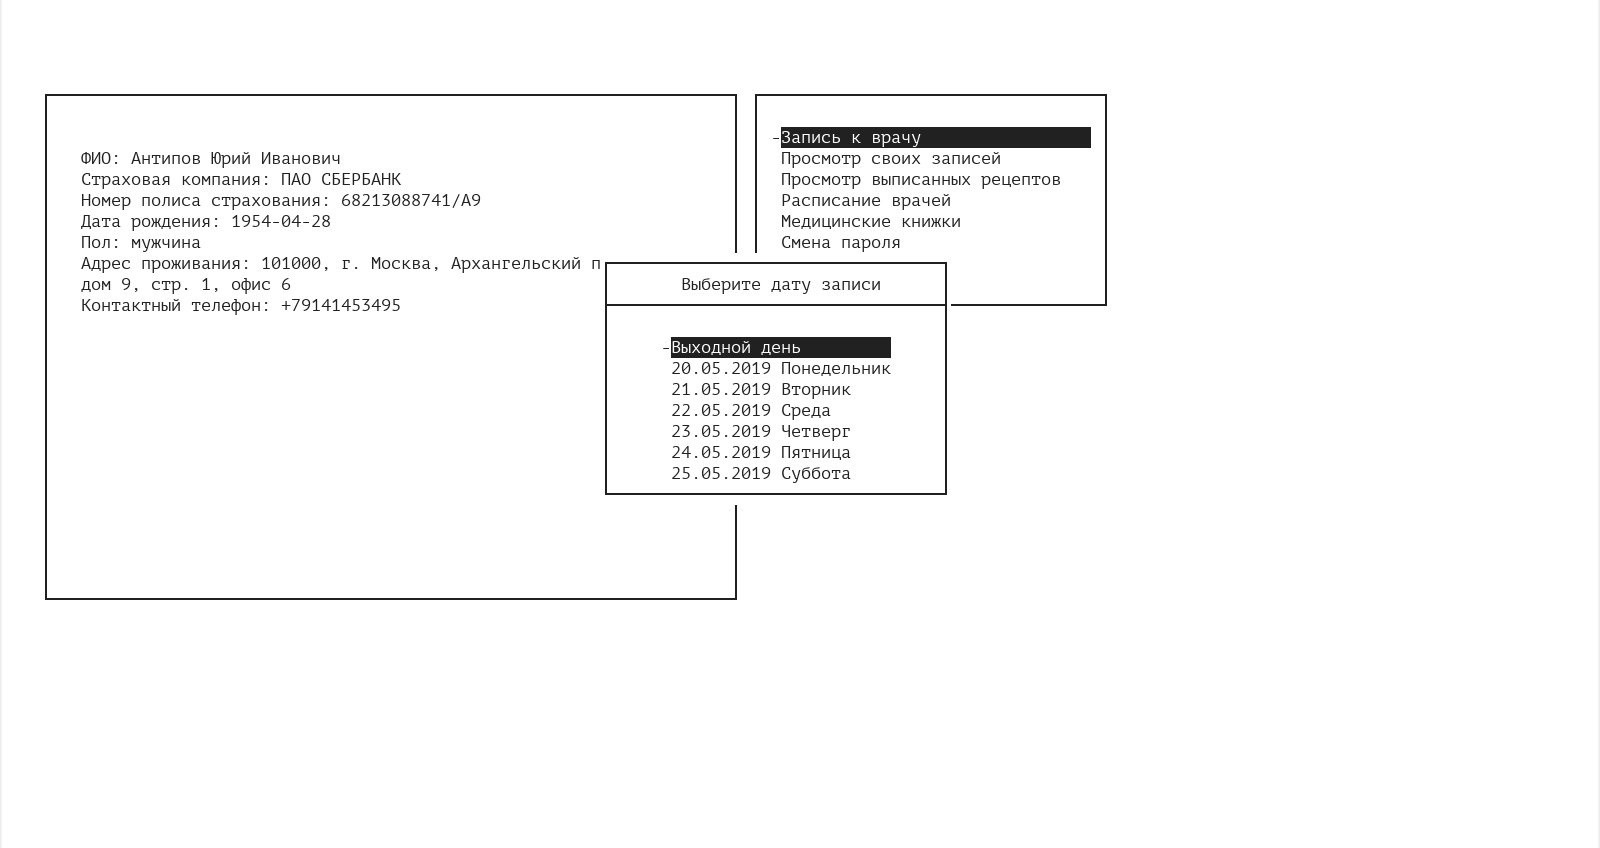 ФИО: Антипов Юрий Иванович
Страховая компания: ПАО СБЕРБАНК
Номер полиса страхования: 68213088741/А9
Дата рождения: 1954-04-28
Пол: мужчина
Адрес проживания: 101000, г. Москва, Архангельский п
дом 9, стр. 1, офис 6
Контактный телефон: +79141453495
-Запись к врачу
Просмотр своих записей
Просмотр выписанных рецептов
Расписание врачей
Медицинские книжки
Смена пароля
Выберите дату записи
-Выходной день
20.05.2019 Понедельник
21.05.2019 Вторник
22.05.2019 Среда
23.05.2019 Четверг
24.05.2019 Пятница
25.05.2019 Суббота